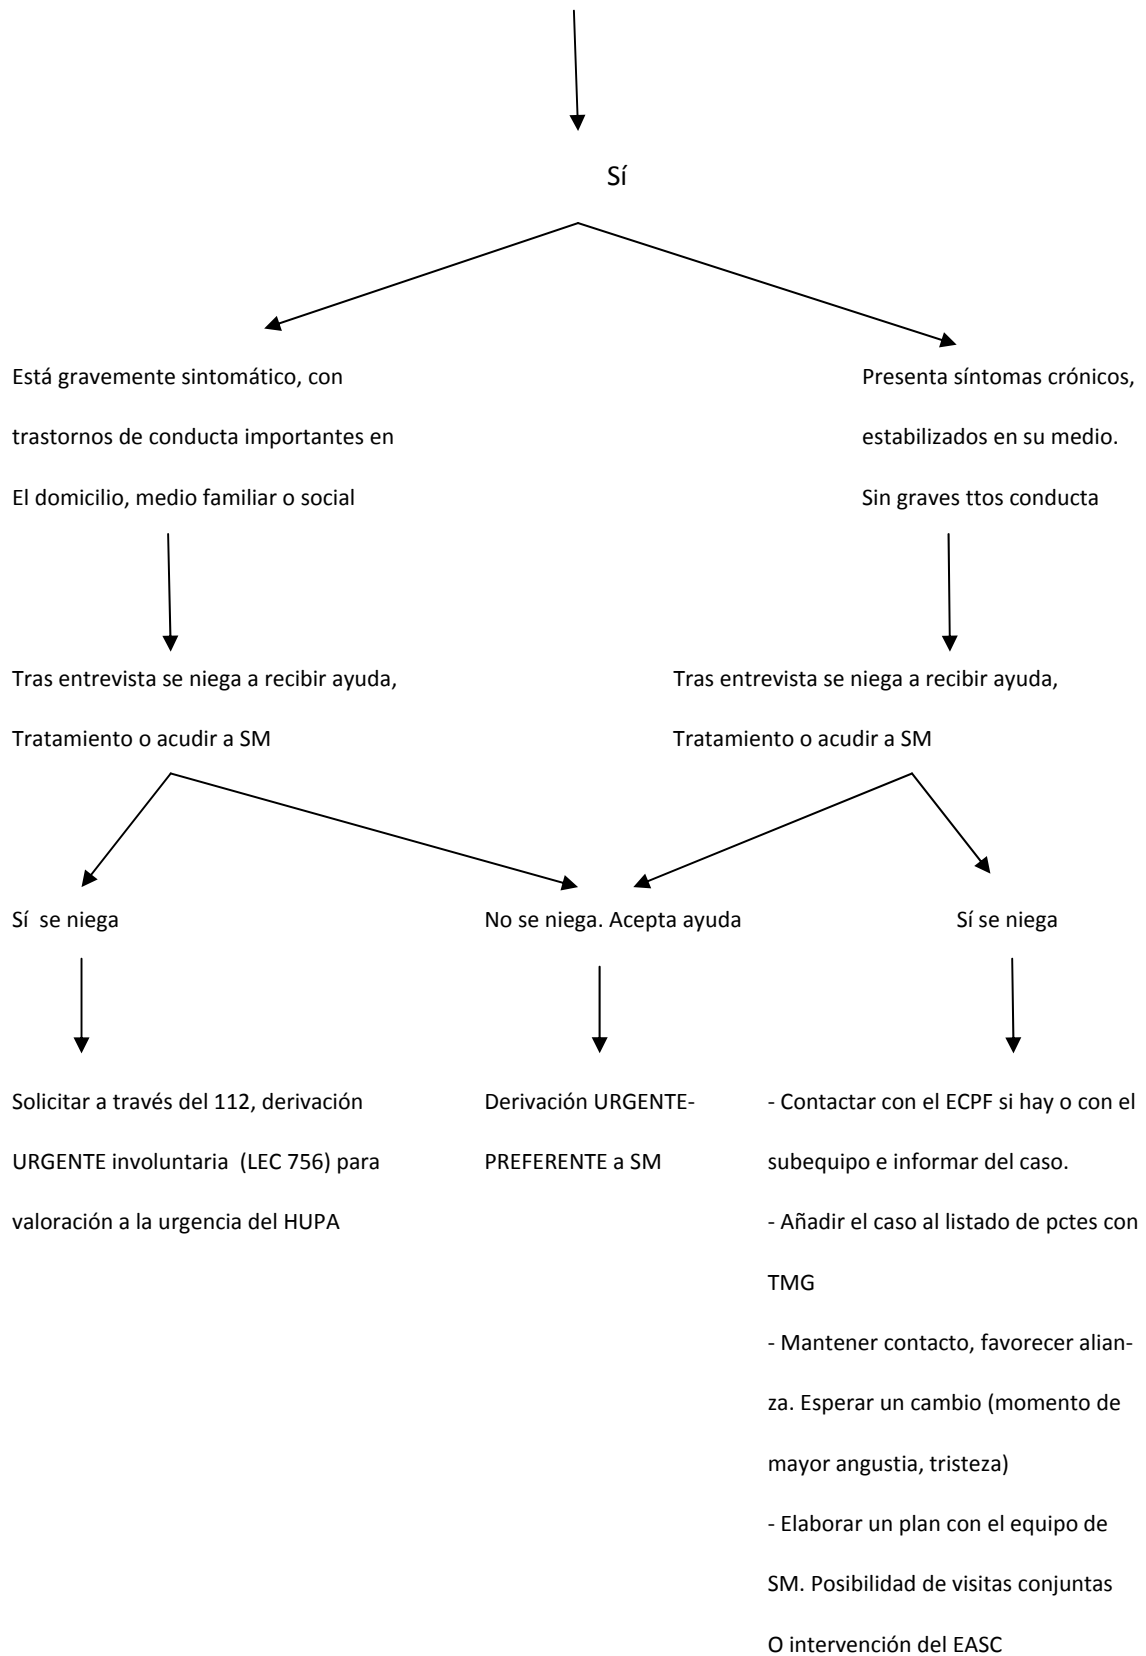 Sí
Está gravemente sintomático, con
trastornos de conducta importantes en
El domicilio, medio familiar o social
Presenta síntomas crónicos,
estabilizados en su medio.
Sin graves ttos conducta
Tras entrevista se niega a recibir ayuda,
Tratamiento o acudir a SM
Tras entrevista se niega a recibir ayuda,
Tratamiento o acudir a SM
Sí se niega
No se niega. Acepta ayuda
Sí se niega
Solicitar a través del 112, derivación
URGENTE involuntaria (LEC 756) para
valoración a la urgencia del HUPA
Derivación URGENTE-
PREFERENTE a SM
- Contactar con el ECPF si hay o con el
subequipo e informar del caso.
- Añadir el caso al listado de pctes con
TMG
- Mantener contacto, favorecer alian-
za. Esperar un cambio (momento de
mayor angustia, tristeza)
- Elaborar un plan con el equipo de
SM. Posibilidad de visitas conjuntas
O intervención del EASC